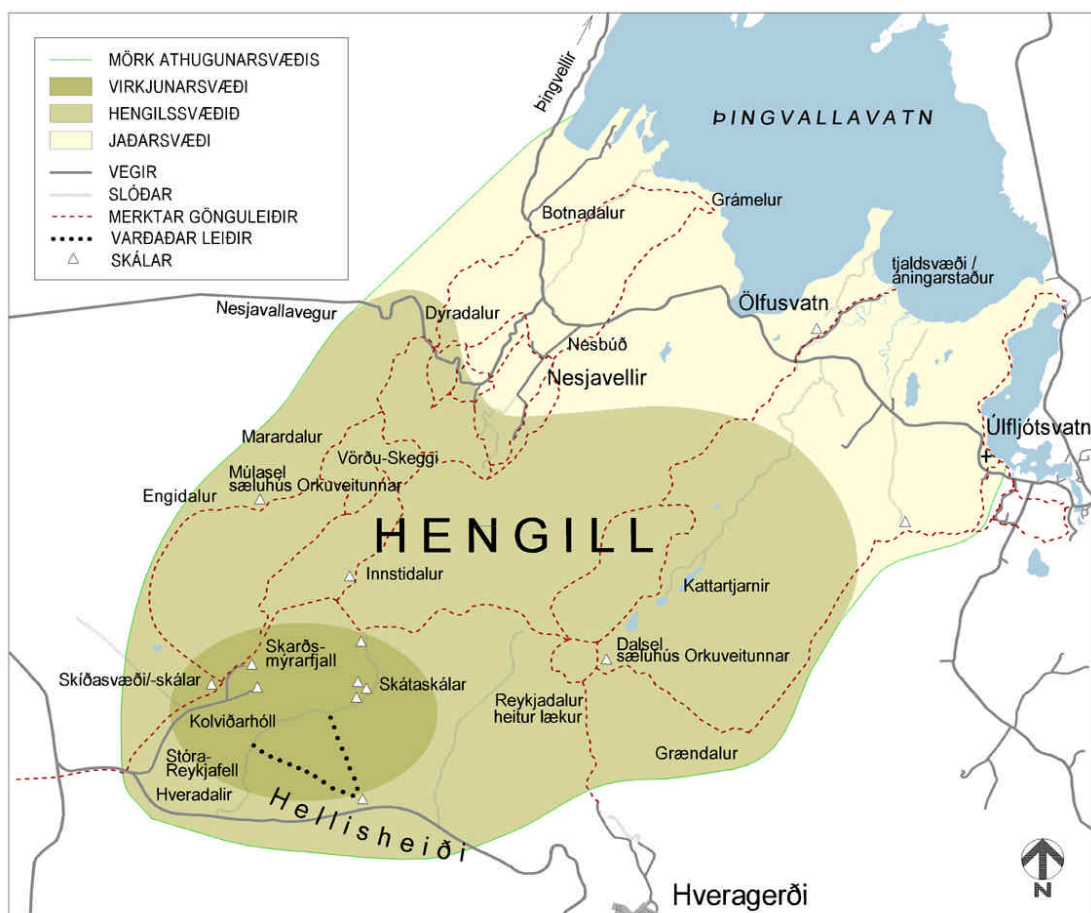 MÖRK ATHUGUNARSVÆÐIS
VIRKJUNARSVÆÐI
HENGILSSVÆÐIÐ
JAÐARSVÆÐI
VEGIR
SLÓÐAR
MERKTAR GÖNGULEIÐIR
VARÐAÐAR LEIÐIR
SKÁLAR
Þingvellir
ÞINGVALLAVATN
Botnadalur
Grámelur
tjaldsvæði /
áningarstaður
Ölfusvatn
Nesjavallavegur
Dyradalur
Nesbúð
Nesjavellir
Úlfljótsvatn
Marardalur
Vörðu-Skeggi
Múlasel
sæluhús Orkuveitunnar
Engidalur
HENGILL
Innstidalur
Kattartjarnir
Skarðs-
mýrarfjall
Dalsel
sæluhús Orkuveitunnar
Skíðasvæði/-skálar
Skátaskálar
Reykjadalur
heitur lækur
Kolviðarhóll
Grændalur
Stóra-
Reykjafell
Hveradalir
Hellisheiði
Hveragerði
N